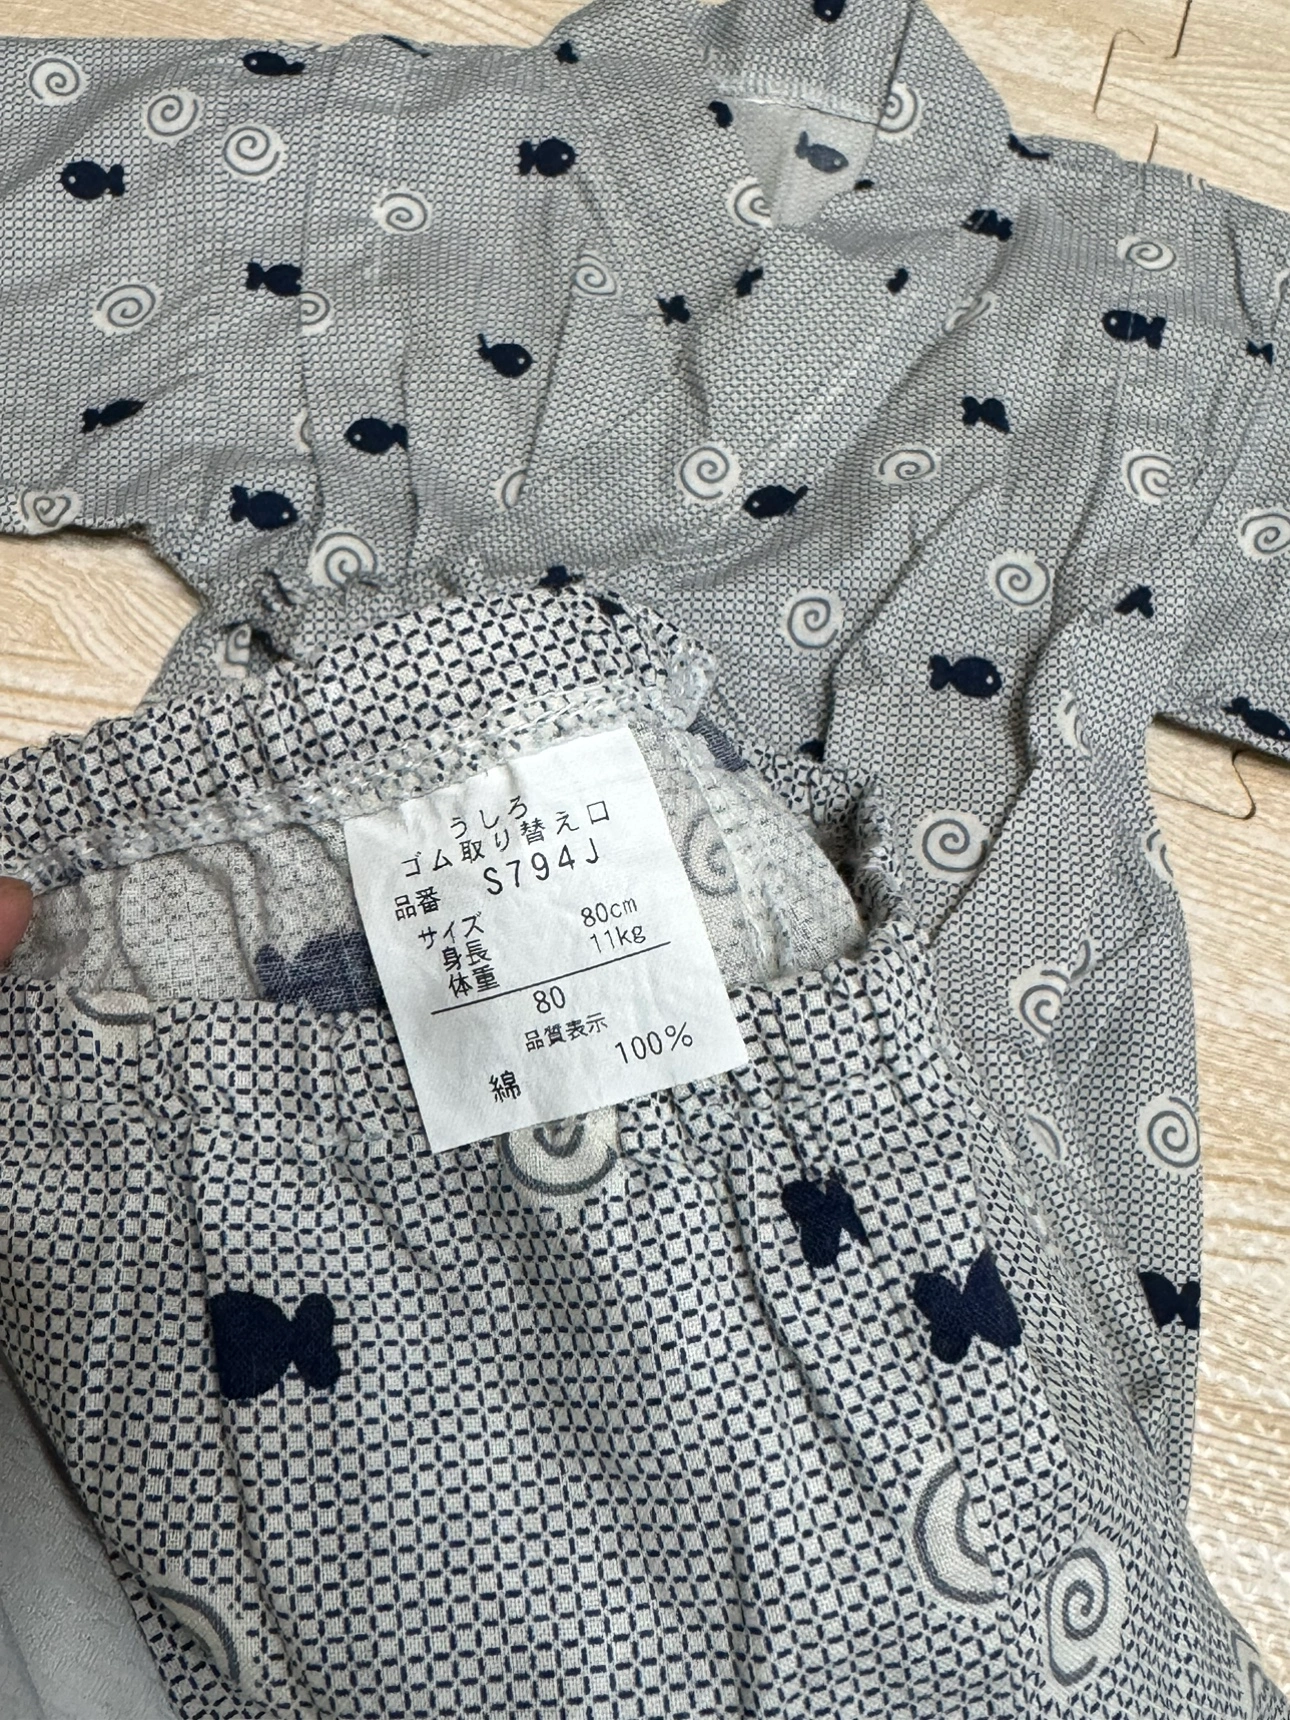 うしろ
ゴム取り替え口
品番 S794J
サイズ
身長 80cm
体重 11kg
80
品質表示
綿 100%